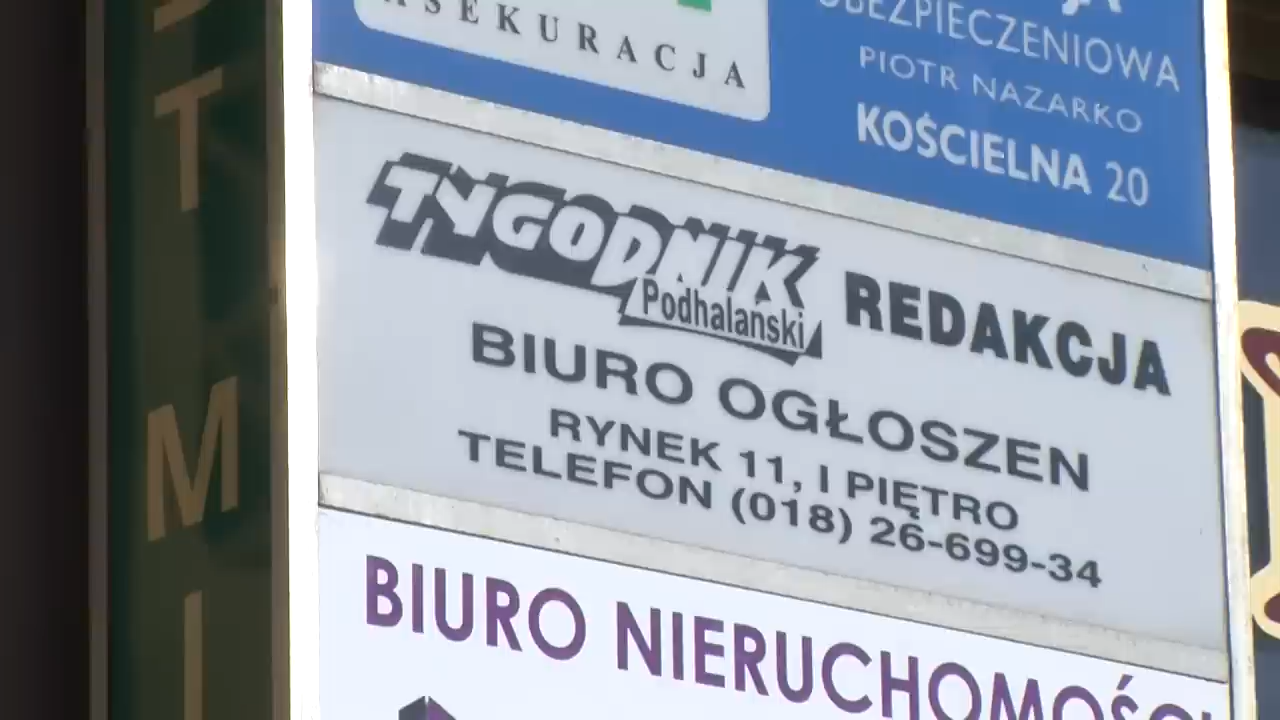 ASEKURACJA
UBEZPIECZENIOWA
PIOTR NAZARKO
KOŚCIELNA 20
TYGODNIK
Podhalański
REDAKCJA
BIURO OGŁOSZEN
RYNEK 11, I PIĘTRO
TELEFON (018) 26-699-34
BIURO NIERUCHOMOŚCI
T
M
I